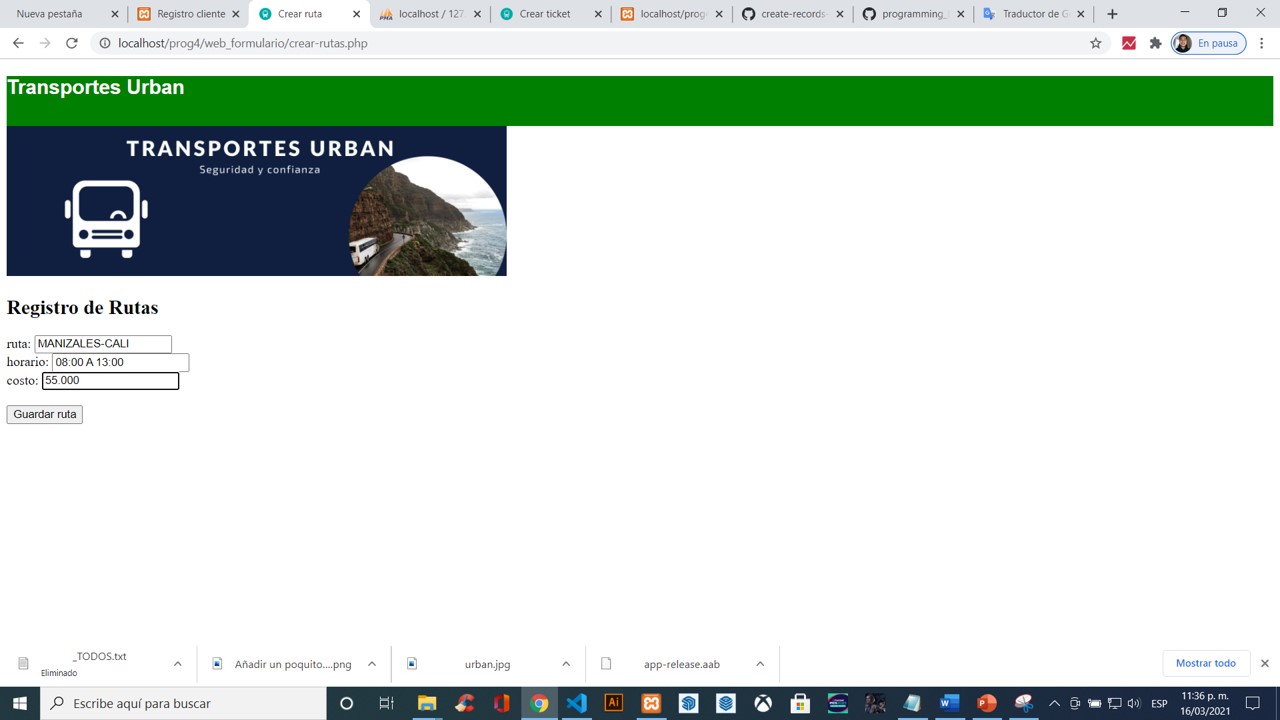 Nueva pestaña
Registro cliente
Crear ruta
localhost / 127.
Crear ticket
localhost/prog-
create-records-
programming_
Traductor de G
localhost/prog4/web_formulario/crear-rutas.php
En pausa
Transportes Urban
TRANSPORTES URBAN
Seguridad y confianza
Registro de Rutas
ruta: MANIZALES-CALI
horario: 08:00 A 13:00
costo: 55.000
Guardar ruta
_TODOS.txt
Eliminado
Añadir un poquito....png
urban.jpg
app-release.aab
Mostrar todo
Escribe aquí para buscar
ESP
11:36 p. m.
16/03/2021